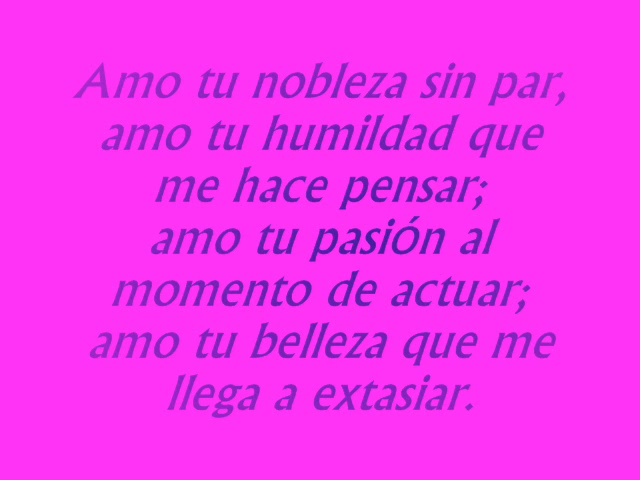 Amo tu nobleza sin par,
amo tu humildad que
me hace pensar;
amo tu pasión al
momento de actuar;
amo tu belleza que me
llega a extasiar.